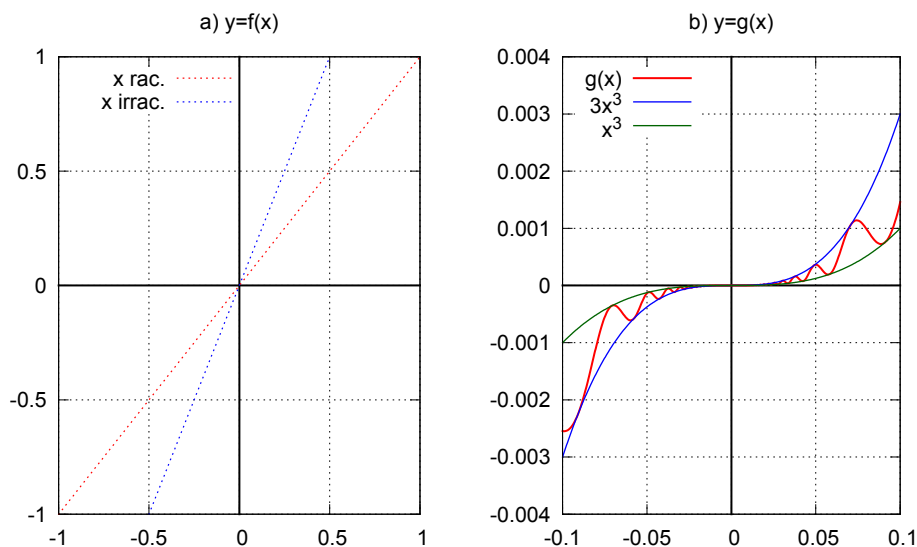 a) y=f(x)
x rac.
x irrac.
1
0.5
0
-0.5
-1
-1 -0.5 0 0.5 1
b) y=g(x)
g(x)
3x³
x³
0.004
0.003
0.002
0.001
0
-0.001
-0.002
-0.003
-0.004
-0.1 -0.05 0 0.05 0.1